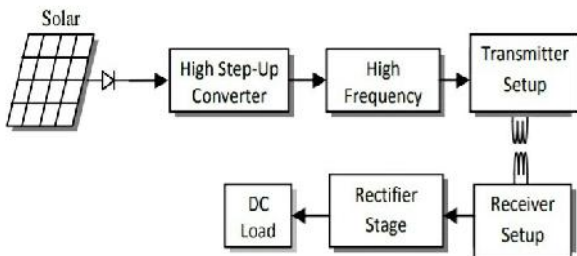 Solar
High Step-Up
Converter
High
Frequency
Transmitter
Setup
DC
Load
Rectifier
Stage
Receiver
Setup